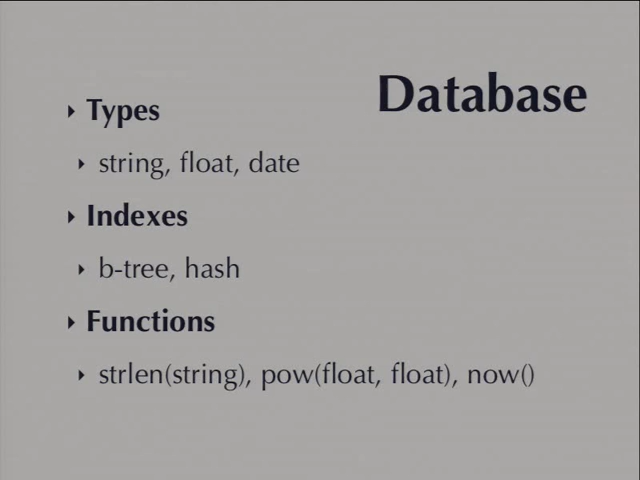 Database
Types
string, float, date
Indexes
b-tree, hash
Functions
strlen(string), pow(float, float), now()